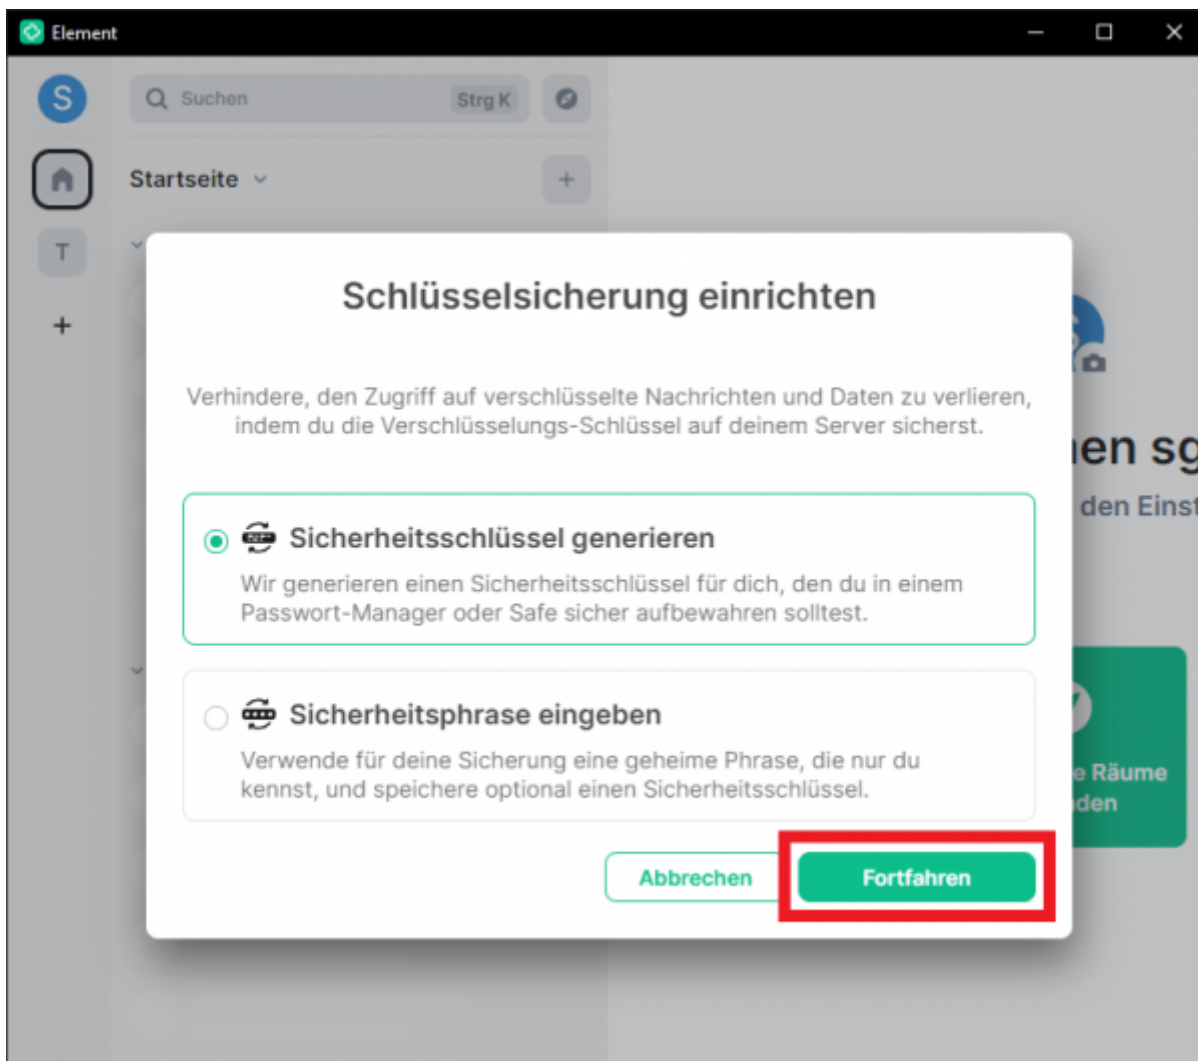 Element
S
Suchen
Strg K
Startseite
T
Schlüsselsicherung einrichten
Verhindere, den Zugriff auf verschlüsselte Nachrichten und Daten zu verlieren,
indem du die Verschlüsselungs-Schlüssel auf deinem Server sicherst.
Sicherheitsschlüssel generieren
Wir generieren einen Sicherheitsschlüssel für dich, den du in einem
Passwort-Manager oder Safe sicher aufbewahren solltest.
Sicherheitsphrase eingeben
Verwende für deine Sicherung eine geheime Phrase, die nur du
kennst, und speichere optional einen Sicherheitsschlüssel.
Abbrechen
Fortfahren
den Einst
Räume